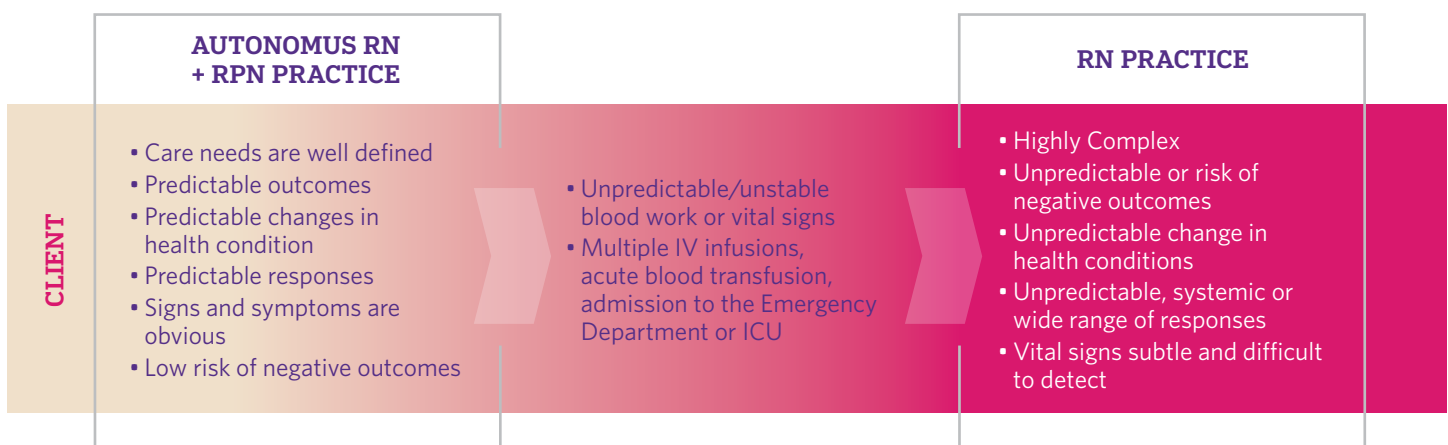 AUTONOMUS RN
+ RPN PRACTICE
RN PRACTICE
CLIENT
• Care needs are well defined
• Predictable outcomes
• Predictable changes in
health condition
• Predictable responses
• Signs and symptoms are
obvious
• Low risk of negative outcomes
• Unpredictable/unstable
blood work or vital signs
• Multiple IV infusions,
acute blood transfusion,
admission to the Emergency
Department or ICU
• Highly Complex
• Unpredictable or risk of
negative outcomes
• Unpredictable change in
health conditions
• Unpredictable, systemic or
wide range of responses
• Vital signs subtle and difficult
to detect